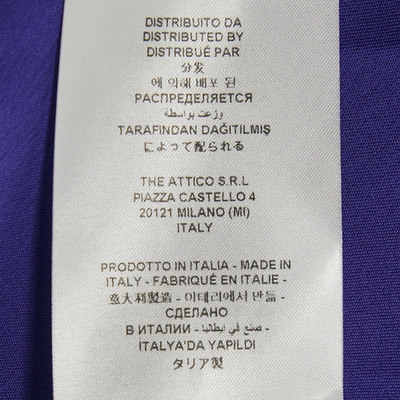 DISTRIBUITO DA
DISTRIBUTED BY
DISTRIBUÉ PAR
分发
에 의해 배포 된
РАСПРЕДЕЛЯЕТСЯ
وزعت بواسطة
TARAFINDAN DAĞITILMIŞ
によって配られる
THE ATTICO S.R.L
PIAZZA CASTELLO 4
20121 MILANO (MI)
ITALY
PRODOTTO IN ITALIA - MADE IN
ITALY - FABRIQUÉ EN ITALIE -
意大利製造 - 이테리에서 만듬 -
СДЕЛАНО
В ИТАЛИИ - صنع في ايطاليا -
İTALYA'DA YAPILDI
タリア製